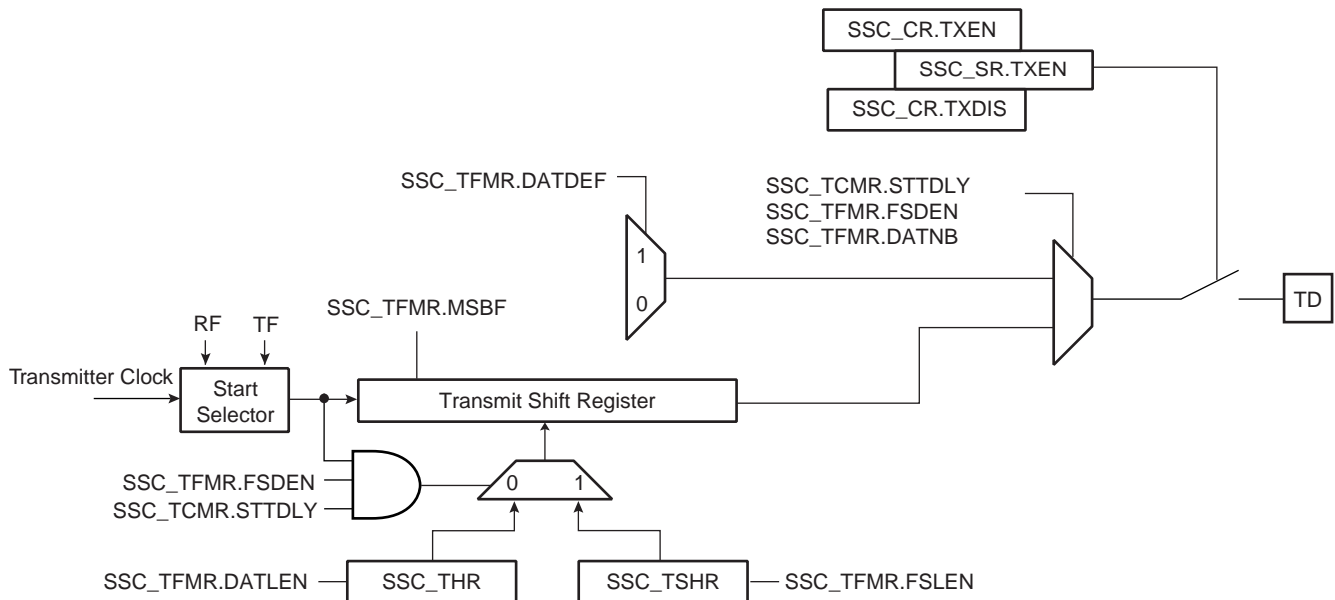 SSC_CR.TXEN
SSC_SR.TXEN
SSC_CR.TXDIS
SSC_TFMR.DATDEF
SSC_TCMR.STTDLY
SSC_TFMR.FSDEN
SSC_TFMR.DATNB
1
0
TD
SSC_TFMR.MSBF
RF
TF
Transmitter Clock
Start
Selector
Transmit Shift Register
SSC_TFMR.FSDEN
SSC_TCMR.STTDLY
0
1
SSC_TFMR.DATLEN
SSC_THR
SSC_TSHR
SSC_TFMR.FSLEN